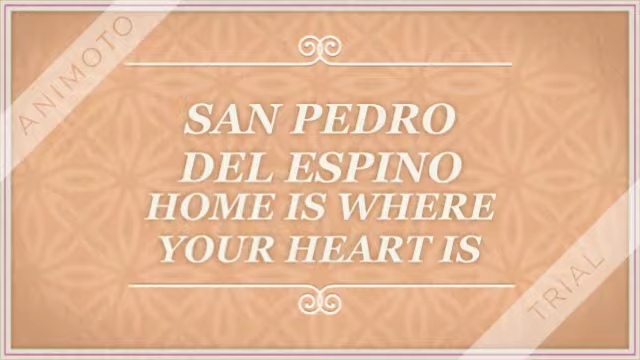 ANIMOTO
SAN PEDRO
DEL ESPINO
HOME IS WHERE
YOUR HEART IS
TRIAL